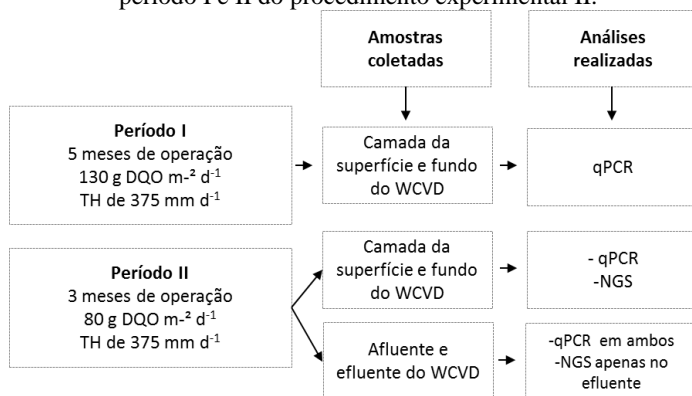 período I e II do procedimento experimental II.
Amostras
coletadas
Análises
realizadas
Período I
5 meses de operação
130 g DQO m-² d-1
TH de 375 mm d-1
Camada da
superfície e fundo
do WCVD
qPCR
Período II
3 meses de operação
80 g DQO m-² d-1
TH de 375 mm d-1
Camada da
superfície e fundo
do WCVD
- qPCR
-NGS
Afluente e
efluente do WCVD
-qPCR em ambos
-NGS apenas no
efluente